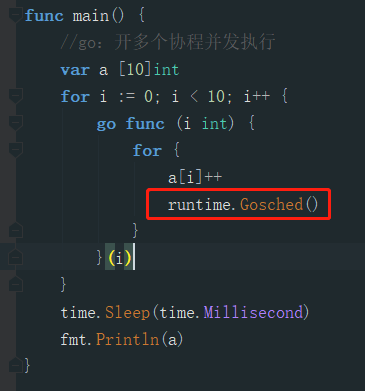 func main() {
    //go: 开多个协程并发执行
    var a [10]int
    for i := 0; i < 10; i++ {
        go func (i int) {
            for {
                a[i]++
                runtime.Gosched()
            }
        }(i)
    }
    time.Sleep(time.Millisecond)
    fmt.Println(a)
}